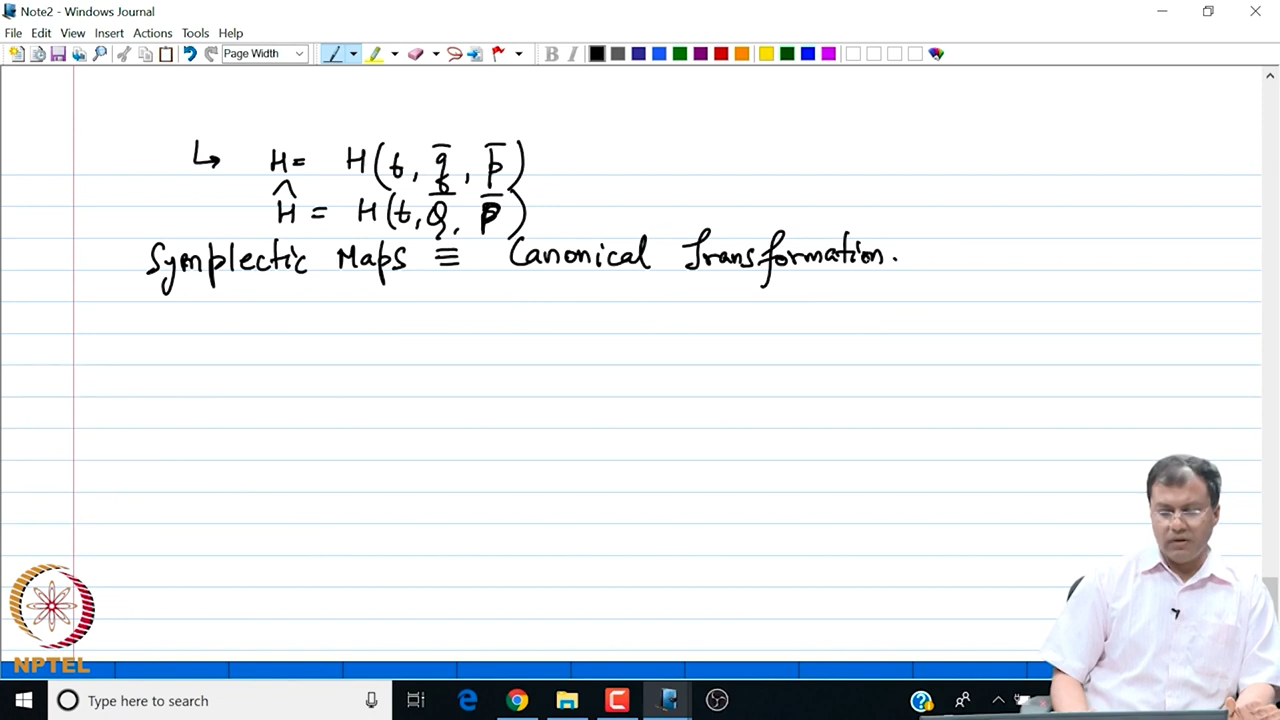 Note2 - Windows Journal
File Edit View Insert Actions Tools Help
Page Width
B I
↳ H = H(t, q̄, p̄)
Ĥ = H(t, Q̄, P̄)
Symplectic Maps ≡ Canonical Transformation.
NPTEL
Type here to search